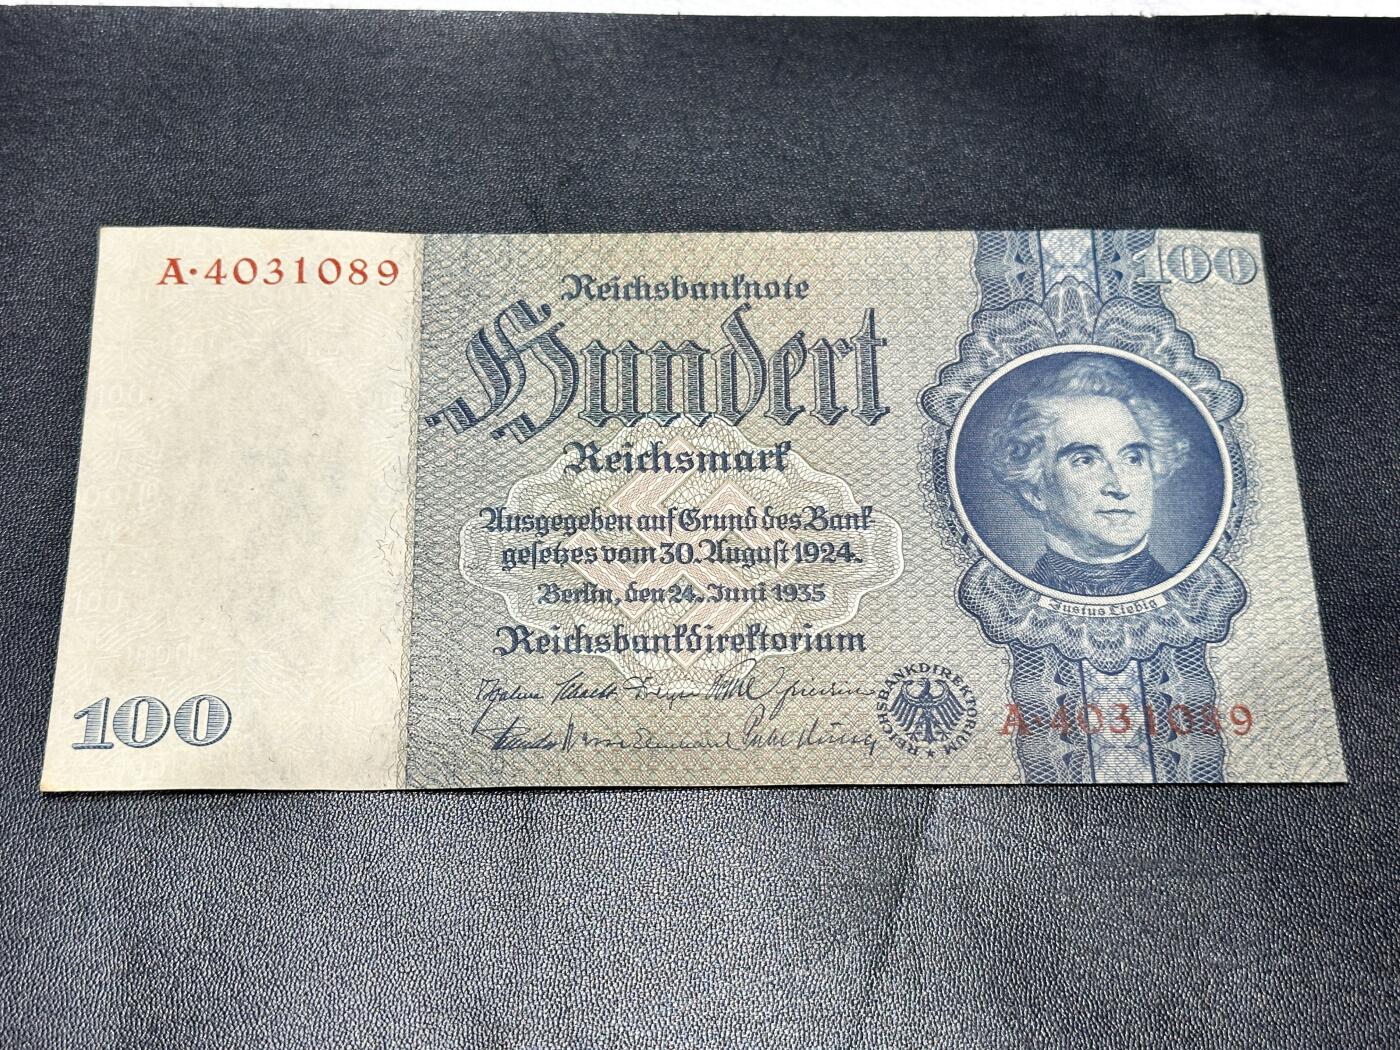 A·4031089
100
Reichsbanknote
Hundert
Reichsmark
Ausgegeben auf Grund des Bank
gesetzes vom 30. August 1924.
Berlin, den 24. Juni 1935
Reichsbankdirektorium
REICHSBANKDIREKTORIUM
Justus Liebig
A·4031089
100